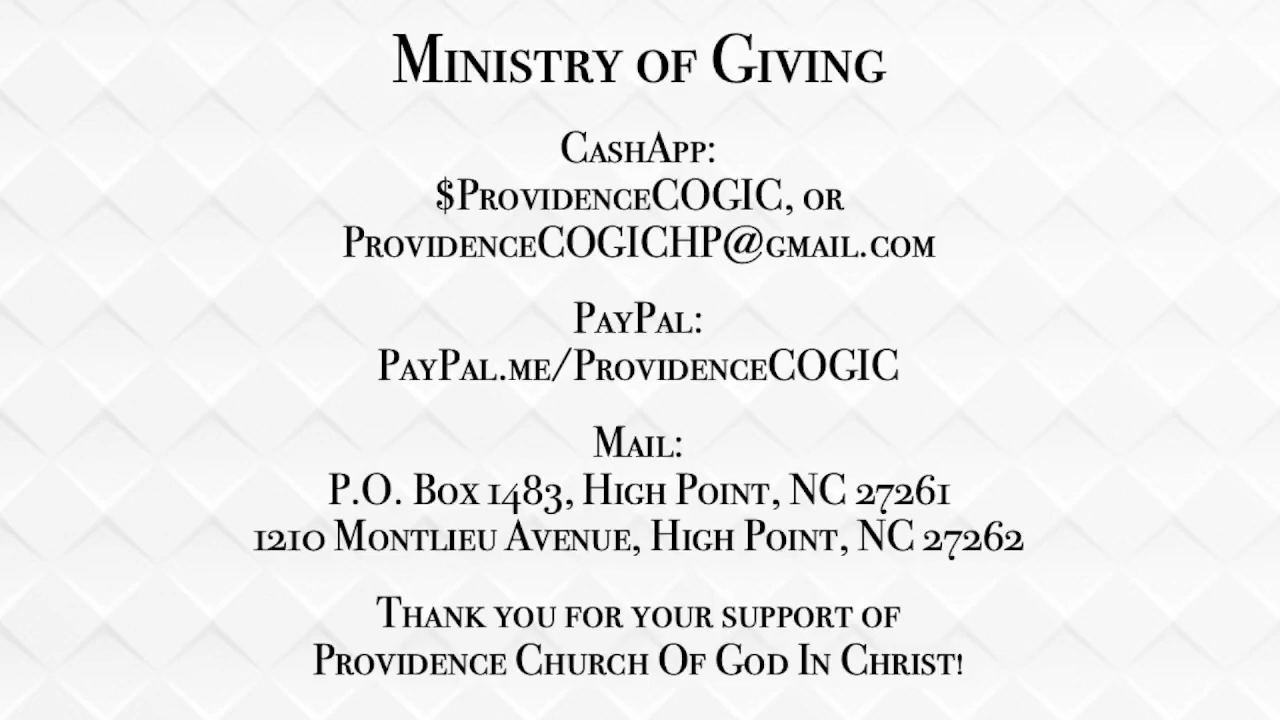 Ministry of Giving
CashApp:
$ProvidenceCOGIC, or
ProvidenceCOGICHP@gmail.com
PayPal:
PayPal.me/ProvidenceCOGIC
Mail:
P.O. Box 1483, High Point, NC 27261
1210 Montlieu Avenue, High Point, NC 27262
Thank you for your support of
Providence Church Of God In Christ!